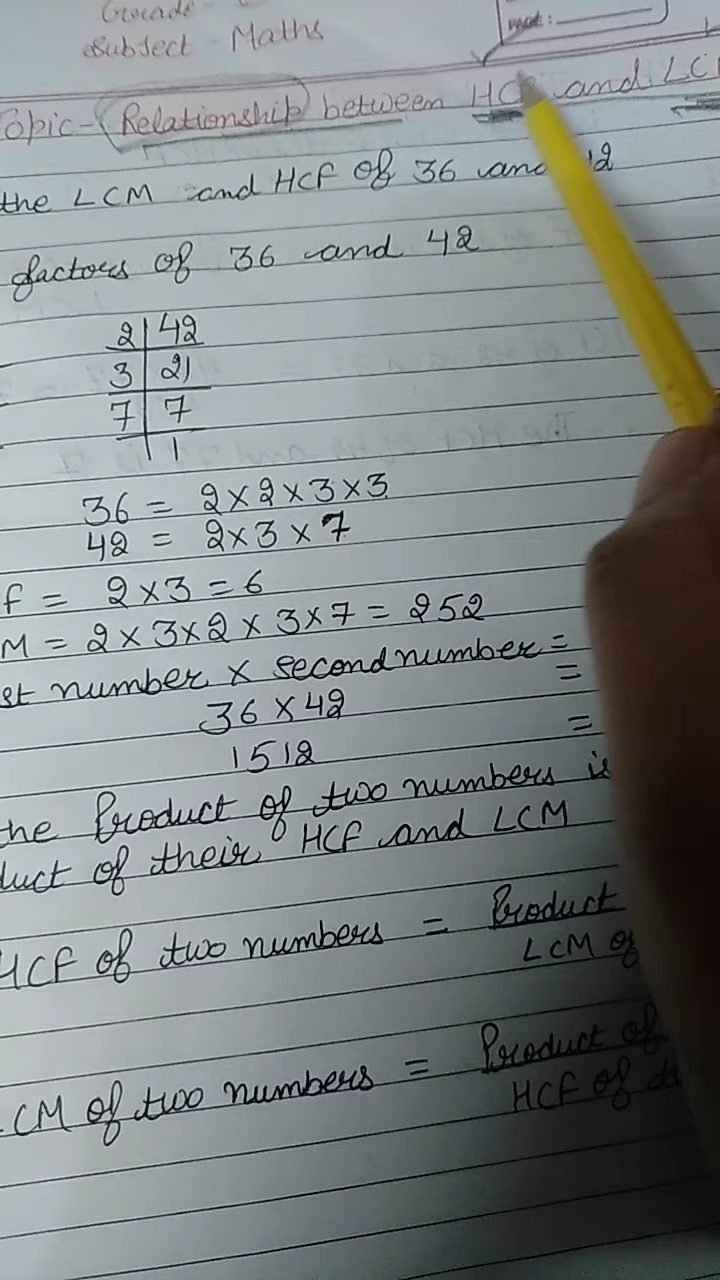 Grade -
Subject - Maths
Topic - Relationship between HCF and LC
the LCM and HCF of 36 and 42
factors of 36 and 42
2 | 42
3 | 21
7 | 7
1
36 = 2 × 2 × 3 × 3
42 = 2 × 3 × 7
F = 2 × 3 = 6
M = 2 × 3 × 2 × 3 × 7 = 252
st number × second number =
36 × 42 =
1512 =
the Product of two numbers is
duct of their HCF and LCM
HCF of two numbers = Product
LCM of
LCM of two numbers = Product of
HCF of